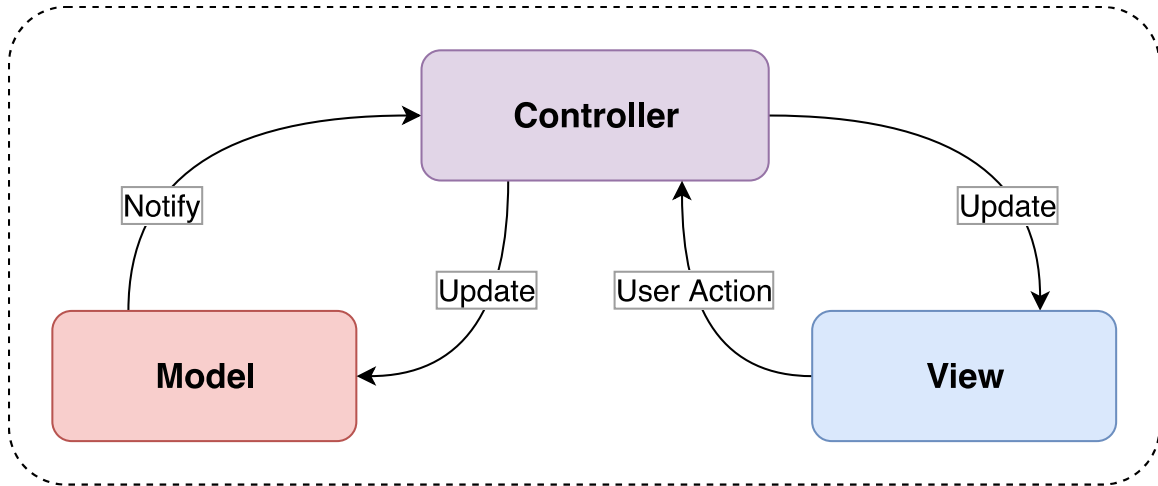 Controller
Notify
Update
Update
User Action
Model
View